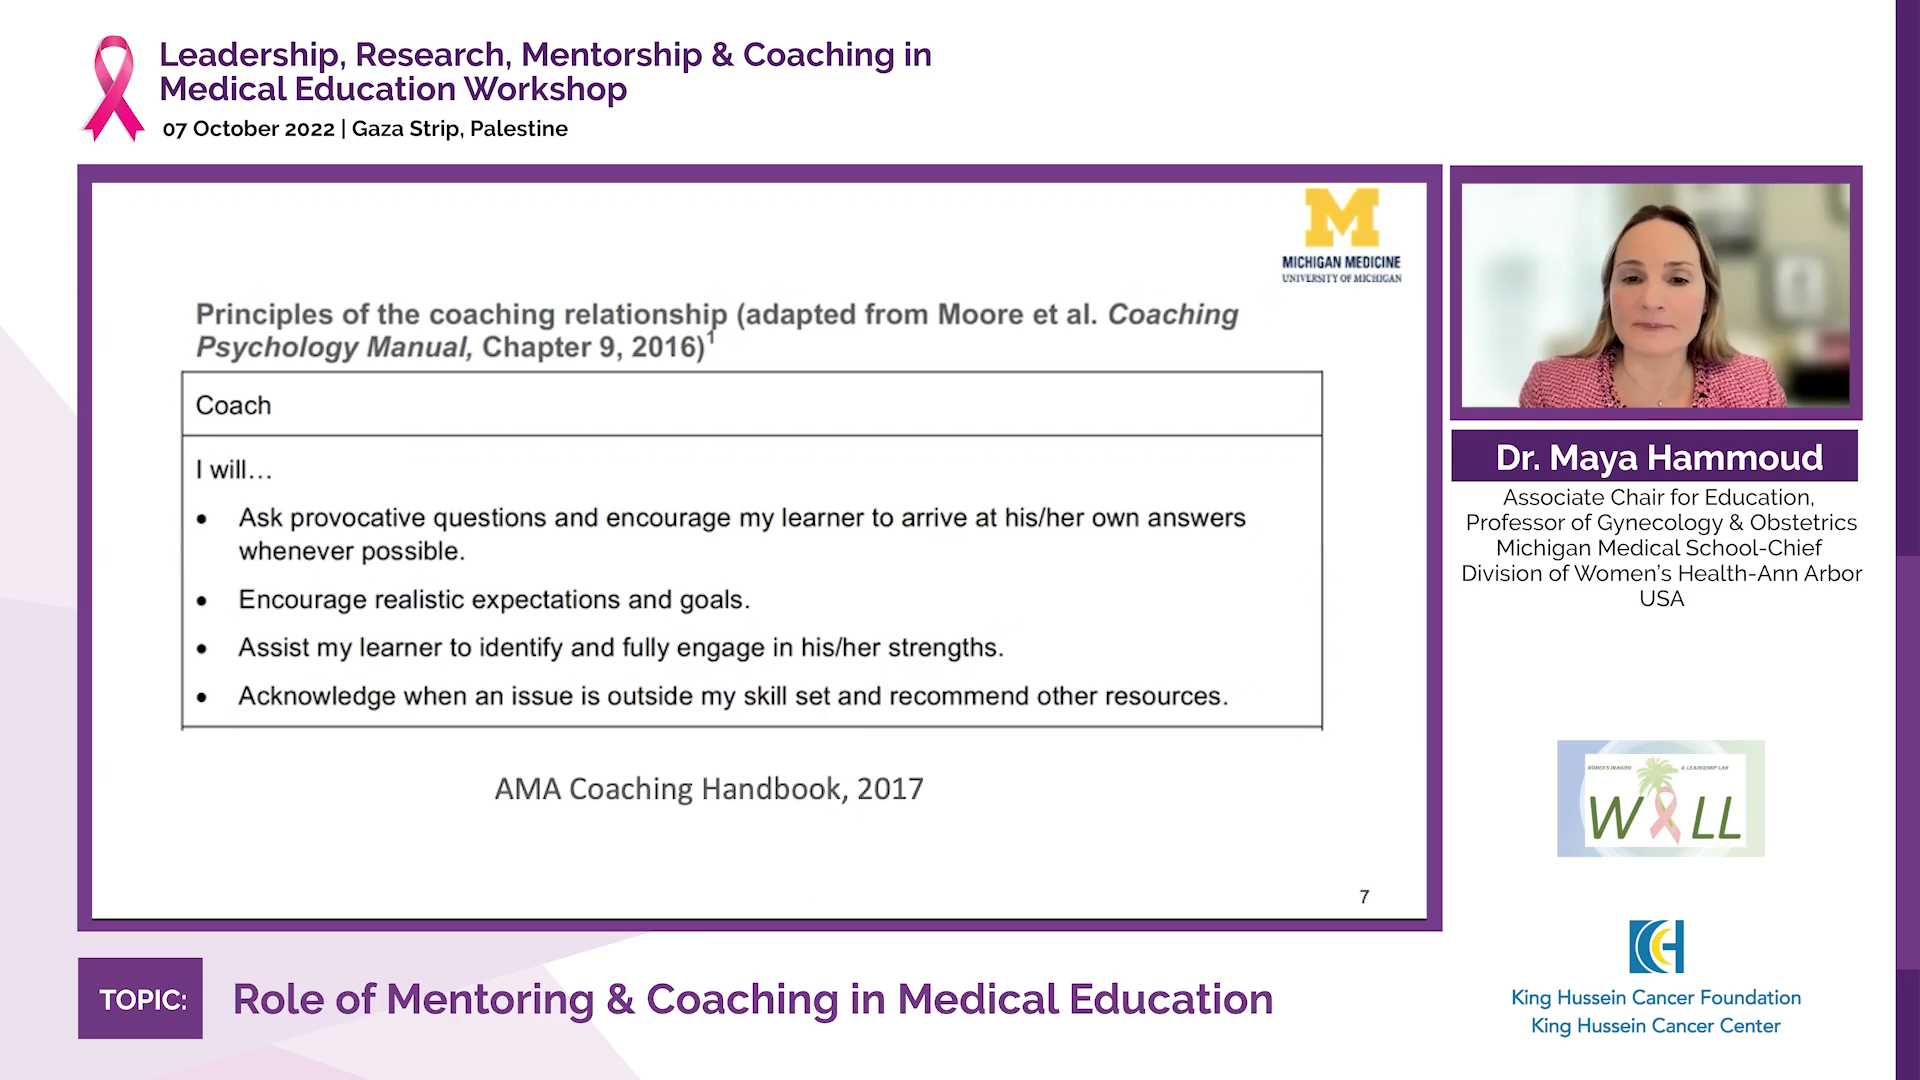 Leadership, Research, Mentorship & Coaching in
Medical Education Workshop
07 October 2022 | Gaza Strip, Palestine
M
MICHIGAN MEDICINE
UNIVERSITY OF MICHIGAN
Principles of the coaching relationship (adapted from Moore et al. Coaching
Psychology Manual, Chapter 9, 2016)1
Coach
I will…
• Ask provocative questions and encourage my learner to arrive at his/her own answers
whenever possible.
• Encourage realistic expectations and goals.
• Assist my learner to identify and fully engage in his/her strengths.
• Acknowledge when an issue is outside my skill set and recommend other resources.
AMA Coaching Handbook, 2017
7
Dr. Maya Hammoud
Associate Chair for Education,
Professor of Gynecology & Obstetrics
Michigan Medical School-Chief
Division of Women's Health-Ann Arbor
USA
WOMEN'S IMAGING & LEADERSHIP LAB
WILL
King Hussein Cancer Foundation
King Hussein Cancer Center
TOPIC:
Role of Mentoring & Coaching in Medical Education